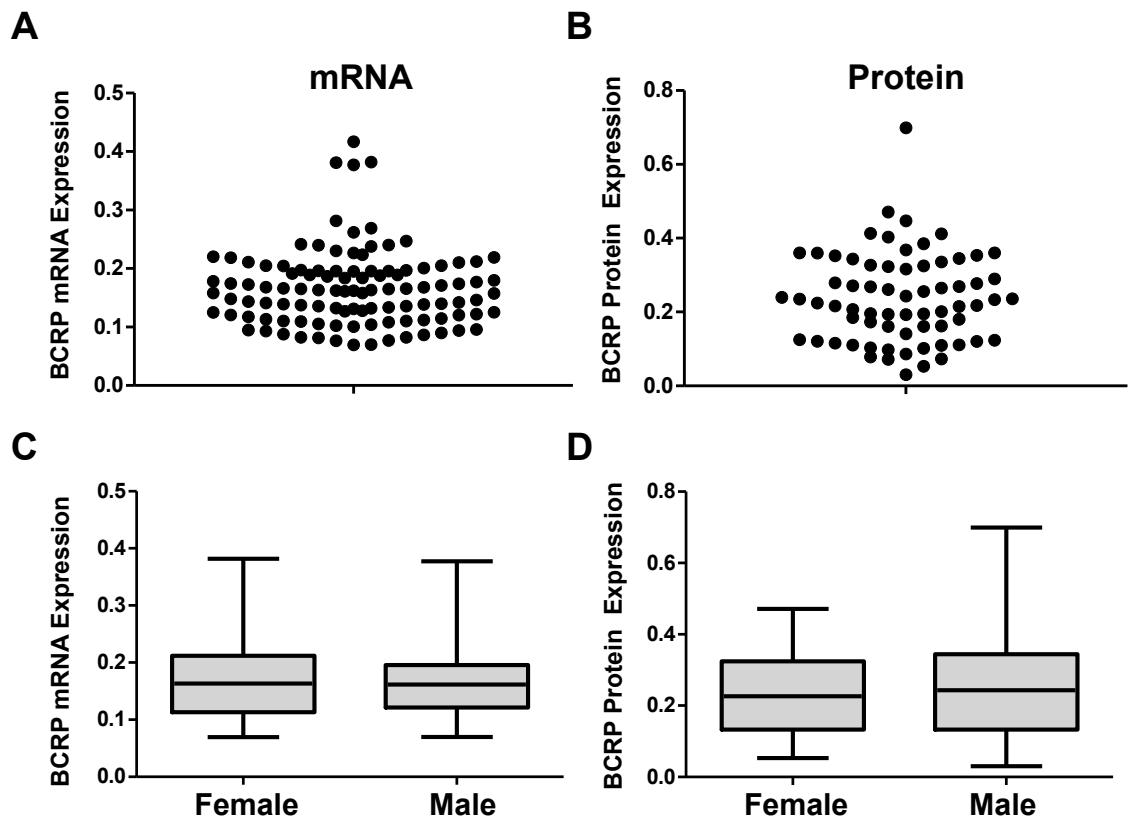 A
mRNA
BCRP mRNA Expression
0.5
0.4
0.3
0.2
0.1
0.0
B
Protein
BCRP Protein Expression
0.8
0.6
0.4
0.2
0.0
C
BCRP mRNA Expression
0.5
0.4
0.3
0.2
0.1
0.0
Female Male
D
BCRP Protein Expression
0.8
0.6
0.4
0.2
0.0
Female Male